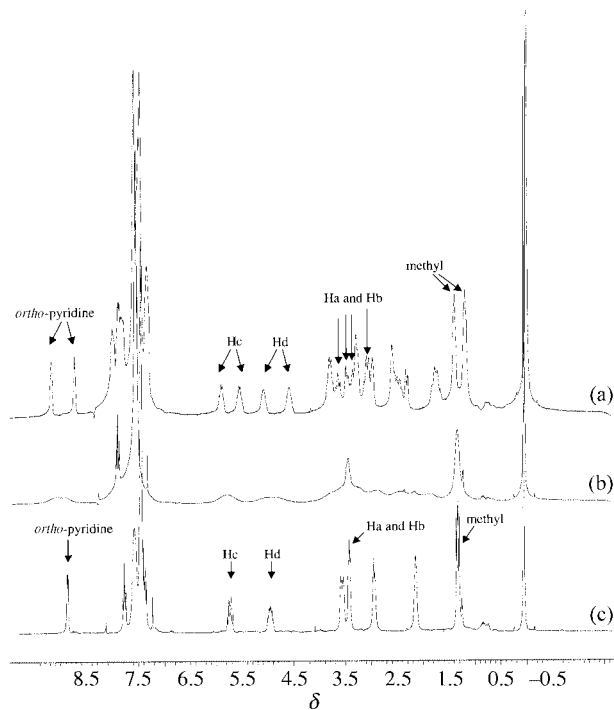 methyl
Ha and Hb
ortho-pyridine
Hc
Hd
(a)
(b)
ortho-pyridine
Ha and Hb
methyl
Hc
Hd
(c)
8.5 7.5 6.5 5.5 4.5 3.5 2.5 1.5 0.5 –0.5
δ